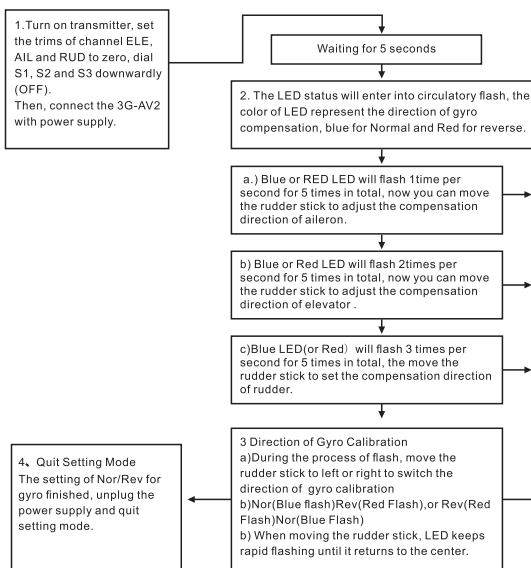 1.Turn on transmitter, set
the trims of channel ELE,
AIL and RUD to zero, dial
S1, S2 and S3 downwardly
(OFF).
Then, connect the 3G-AV2
with power supply.
Waiting for 5 seconds
2. The LED status will enter into circulatory flash, the
color of LED represent the direction of gyro
compensation, blue for Normal and Red for reverse.
a.) Blue or RED LED will flash 1time per
second for 5 times in total, now you can move
the rudder stick to adjust the compensation
direction of aileron.
b) Blue or Red LED will flash 2times per
second for 5 times in total, now you can move
the rudder stick to adjust the compensation
direction of elevator .
c)Blue LED(or Red）will flash 3 times per
second for 5 times in total, the move the
rudder stick to set the compensation direction
of rudder.
3 Direction of Gyro Calibration
a)During the process of flash, move the
rudder stick to left or right to switch the
direction of gyro calibration
b)Nor(Blue flash)Rev(Red Flash),or Rev(Red
Flash)Nor(Blue Flash)
b) When moving the rudder stick, LED keeps
rapid flashing until it returns to the center.
4、Quit Setting Mode
The setting of Nor/Rev for
gyro finished, unplug the
power supply and quit
setting mode.